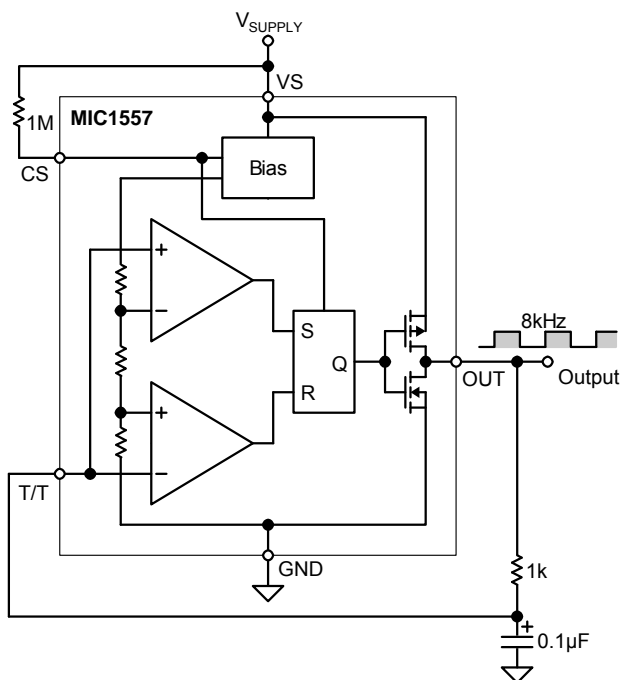 VSUPPLY
VS
MIC1557
1M
CS
Bias
+
−
S
R
Q
8kHz
OUT
Output
+
−
T/T
GND
1k
+
0.1µF